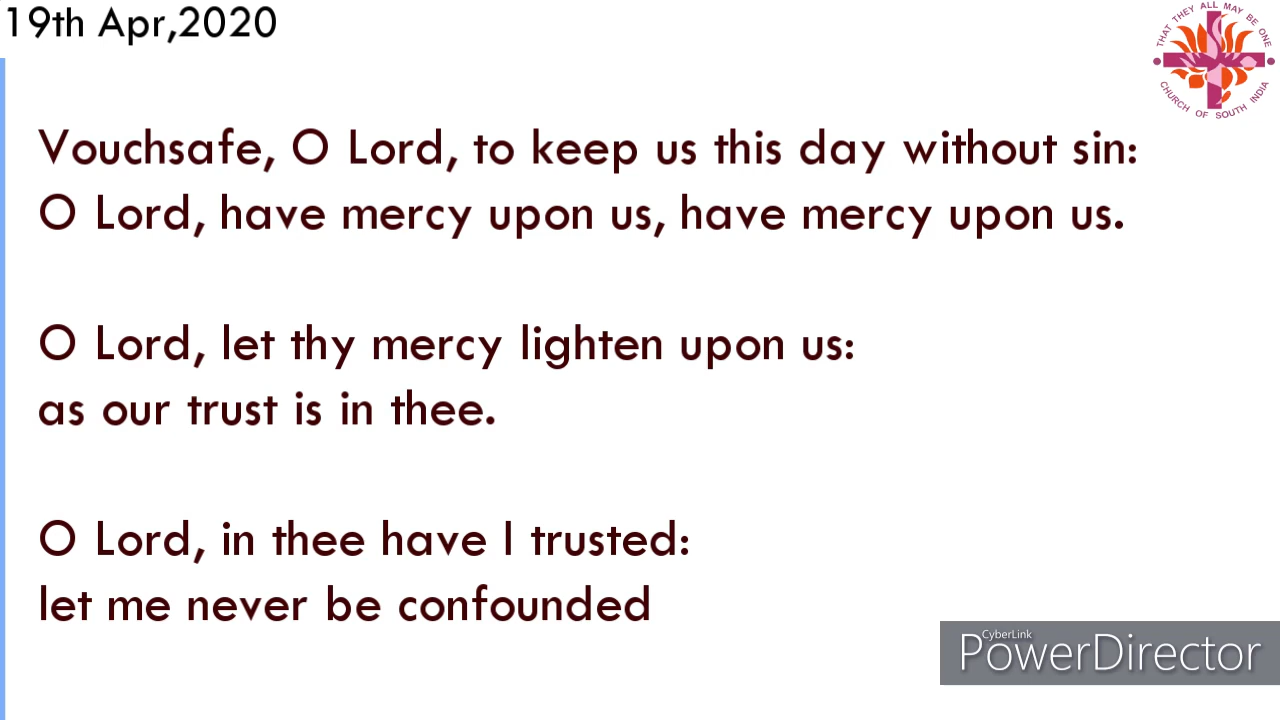 19th Apr,2020
THAT THEY ALL MAY BE ONE
CHURCH OF SOUTH INDIA
Vouchsafe, O Lord, to keep us this day without sin:
O Lord, have mercy upon us, have mercy upon us.
O Lord, let thy mercy lighten upon us:
as our trust is in thee.
O Lord, in thee have I trusted:
let me never be confounded
CyberLink
PowerDirector